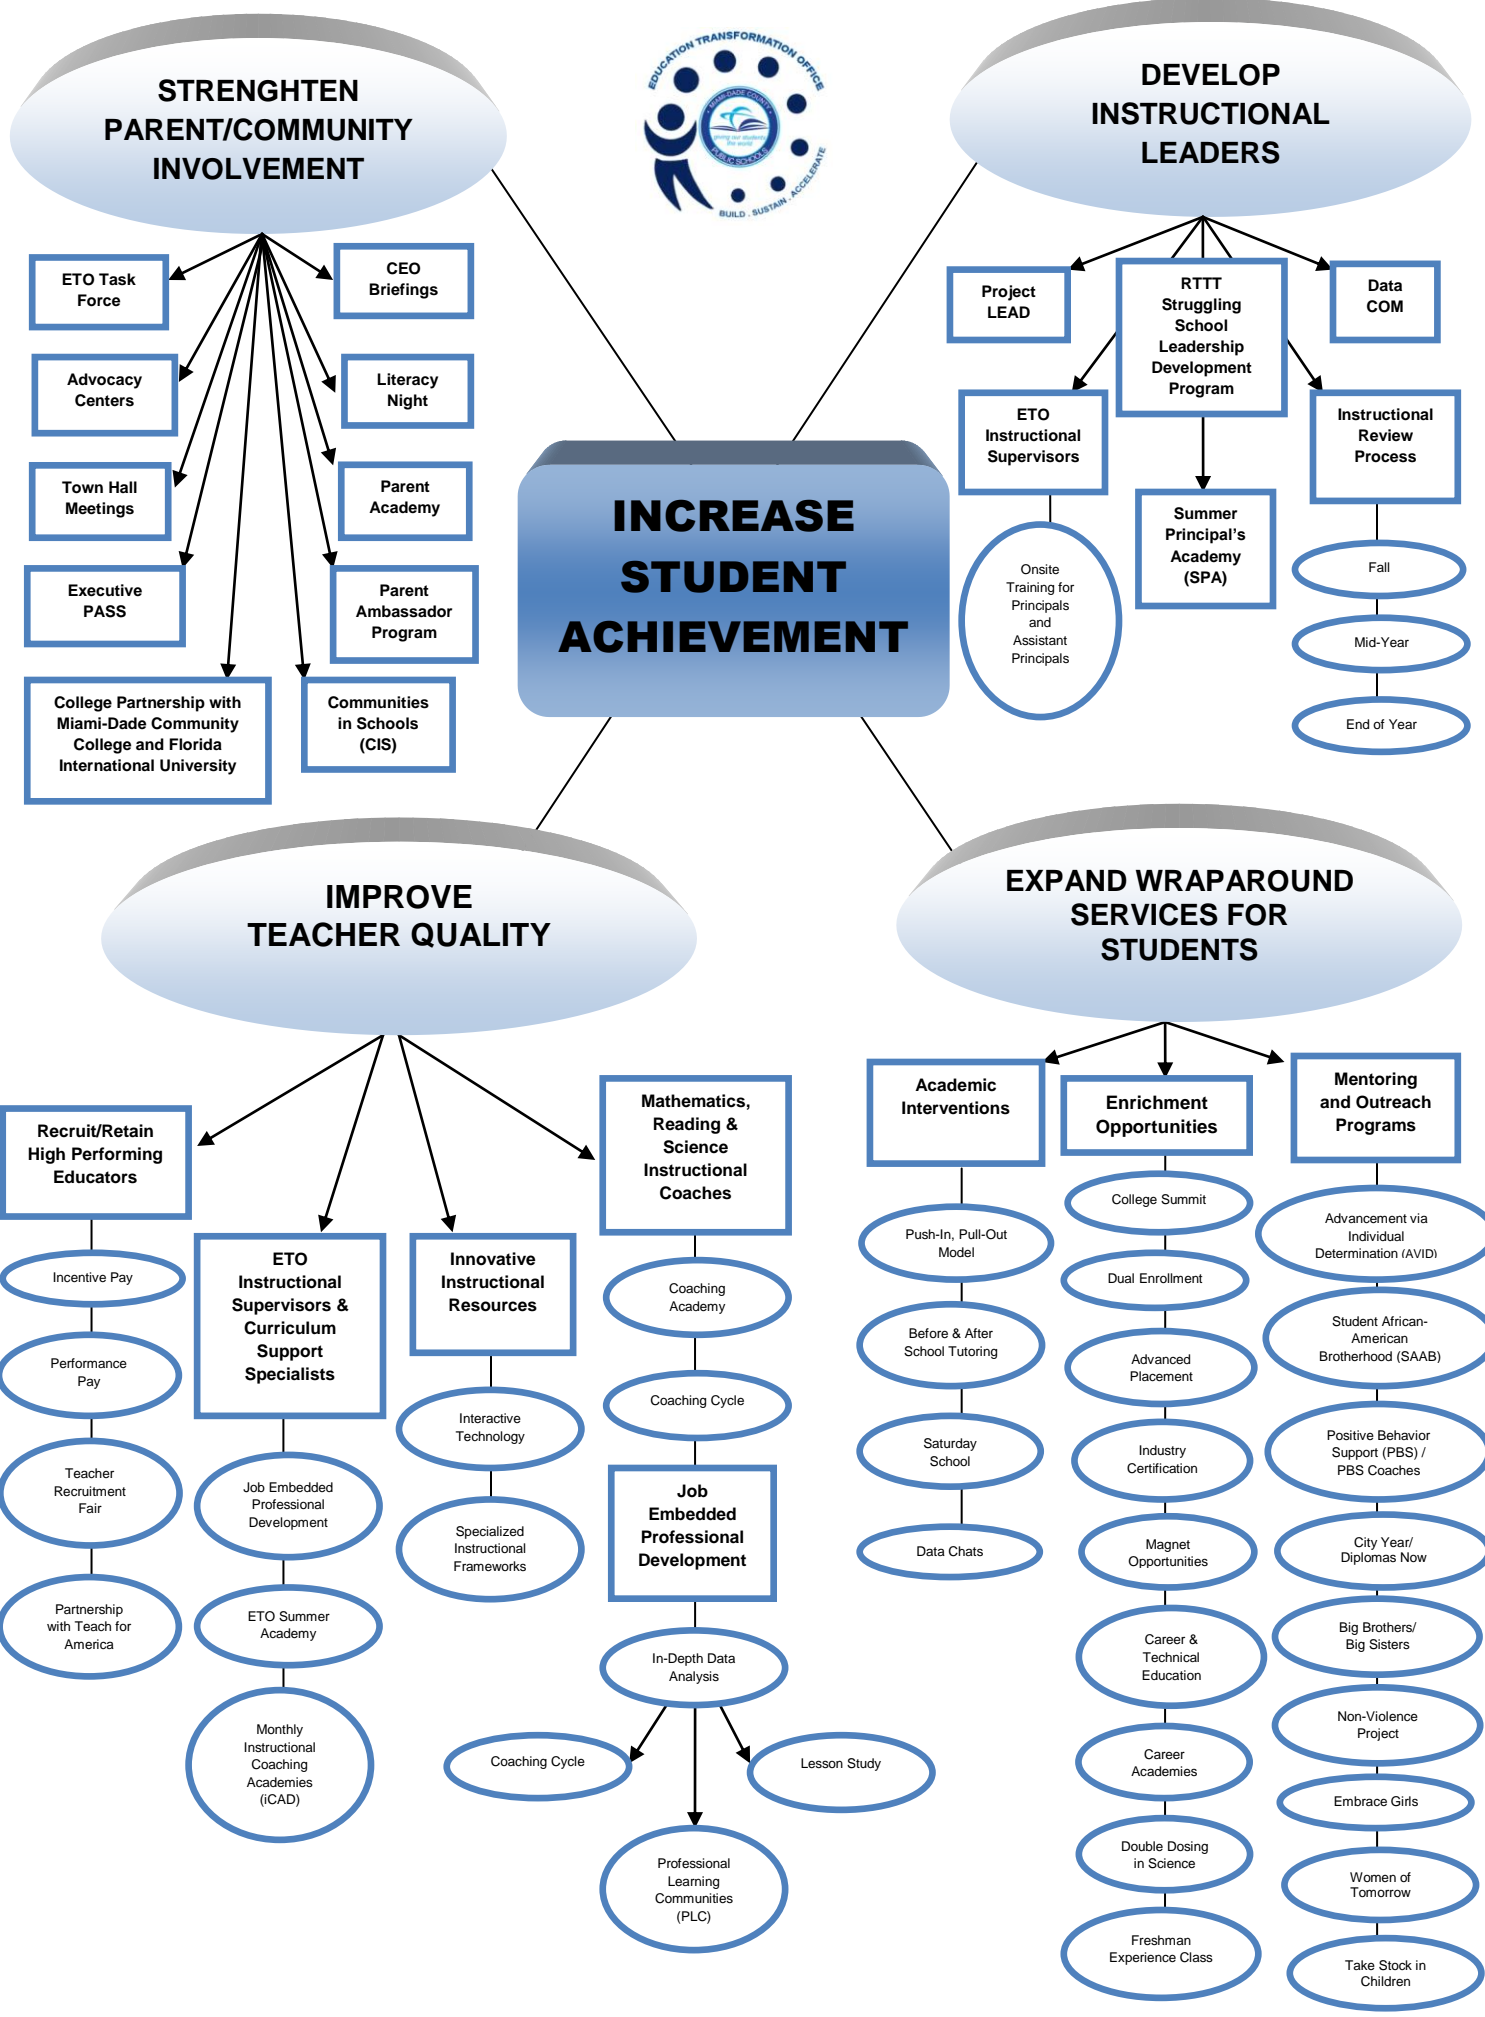 STRENGHTEN
PARENT/COMMUNITY
INVOLVEMENT
EDUCATION TRANSFORMATION OFFICE
MIAMI-DADE COUNTY
giving our students
the world
PUBLIC SCHOOLS
BUILD . SUSTAIN . ACCELERATE
DEVELOP
INSTRUCTIONAL
LEADERS
ETO Task
Force
CEO
Briefings
Advocacy
Centers
Literacy
Night
Town Hall
Meetings
Parent
Academy
Executive
PASS
Parent
Ambassador
Program
College Partnership with
Miami-Dade Community
College and Florida
International University
Communities
in Schools
(CIS)
Project
LEAD
RTTT
Struggling
School
Leadership
Development
Program
Data
COM
ETO
Instructional
Supervisors
Instructional
Review
Process
Summer
Principal’s
Academy
(SPA)
Onsite
Training for
Principals
and
Assistant
Principals
Fall
Mid-Year
End of Year
INCREASE
STUDENT
ACHIEVEMENT
IMPROVE
TEACHER QUALITY
EXPAND WRAPAROUND
SERVICES FOR
STUDENTS
Recruit/Retain
High Performing
Educators
Incentive Pay
Performance
Pay
Teacher
Recruitment
Fair
Partnership
with Teach for
America
ETO
Instructional
Supervisors &
Curriculum
Support
Specialists
Job Embedded
Professional
Development
ETO Summer
Academy
Monthly
Instructional
Coaching
Academies
(iCAD)
Innovative
Instructional
Resources
Interactive
Technology
Specialized
Instructional
Frameworks
Mathematics,
Reading &
Science
Instructional
Coaches
Coaching
Academy
Coaching Cycle
Job
Embedded
Professional
Development
In-Depth Data
Analysis
Coaching Cycle
Lesson Study
Professional
Learning
Communities
(PLC)
Academic
Interventions
Push-In, Pull-Out
Model
Before & After
School Tutoring
Saturday
School
Data Chats
Enrichment
Opportunities
College Summit
Dual Enrollment
Advanced
Placement
Industry
Certification
Magnet
Opportunities
Career &
Technical
Education
Career
Academies
Double Dosing
in Science
Freshman
Experience Class
Mentoring
and Outreach
Programs
Advancement via
Individual
Determination (AVID)
Student African-
American
Brotherhood (SAAB)
Positive Behavior
Support (PBS) /
PBS Coaches
City Year/
Diplomas Now
Big Brothers/
Big Sisters
Non-Violence
Project
Embrace Girls
Women of
Tomorrow
Take Stock in
Children